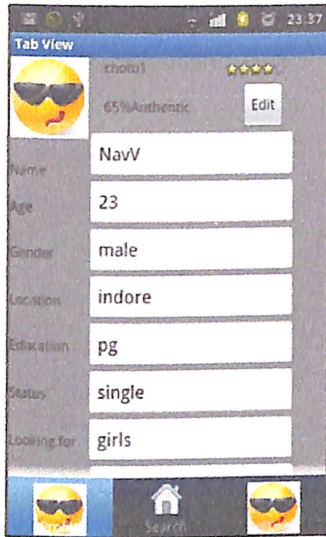 23:37
Tab View
choto1
65%Authentic
Edit
Name
NavV
Age
23
Gender
male
Location
indore
Education
pg
Status
single
Looking for
girls
Search